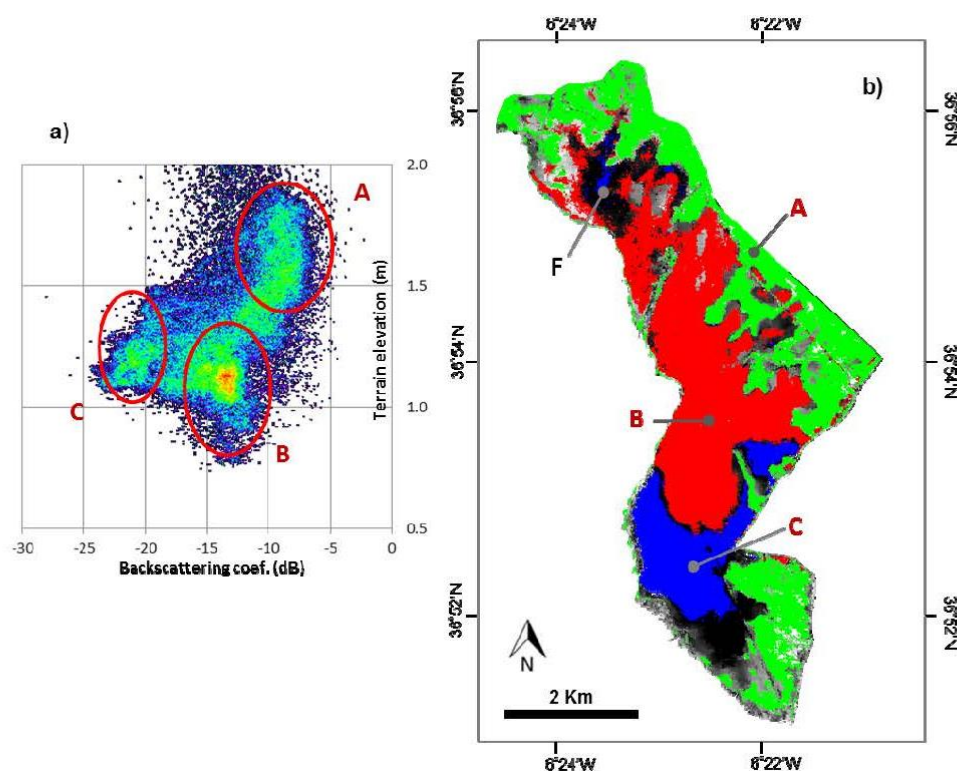 a)
2.0
1.5
1.0
0.5
Terrain elevation (m)
-30 -25 -20 -15 -10 -5 0
Backscattering coef. (dB)
A
B
C
b)
6°24'W 6°22'W
36°56'N 36°56'N
36°54'N 36°54'N
36°52'N 36°52'N
A
F
B
C
N
2 Km
6°24'W 6°22'W